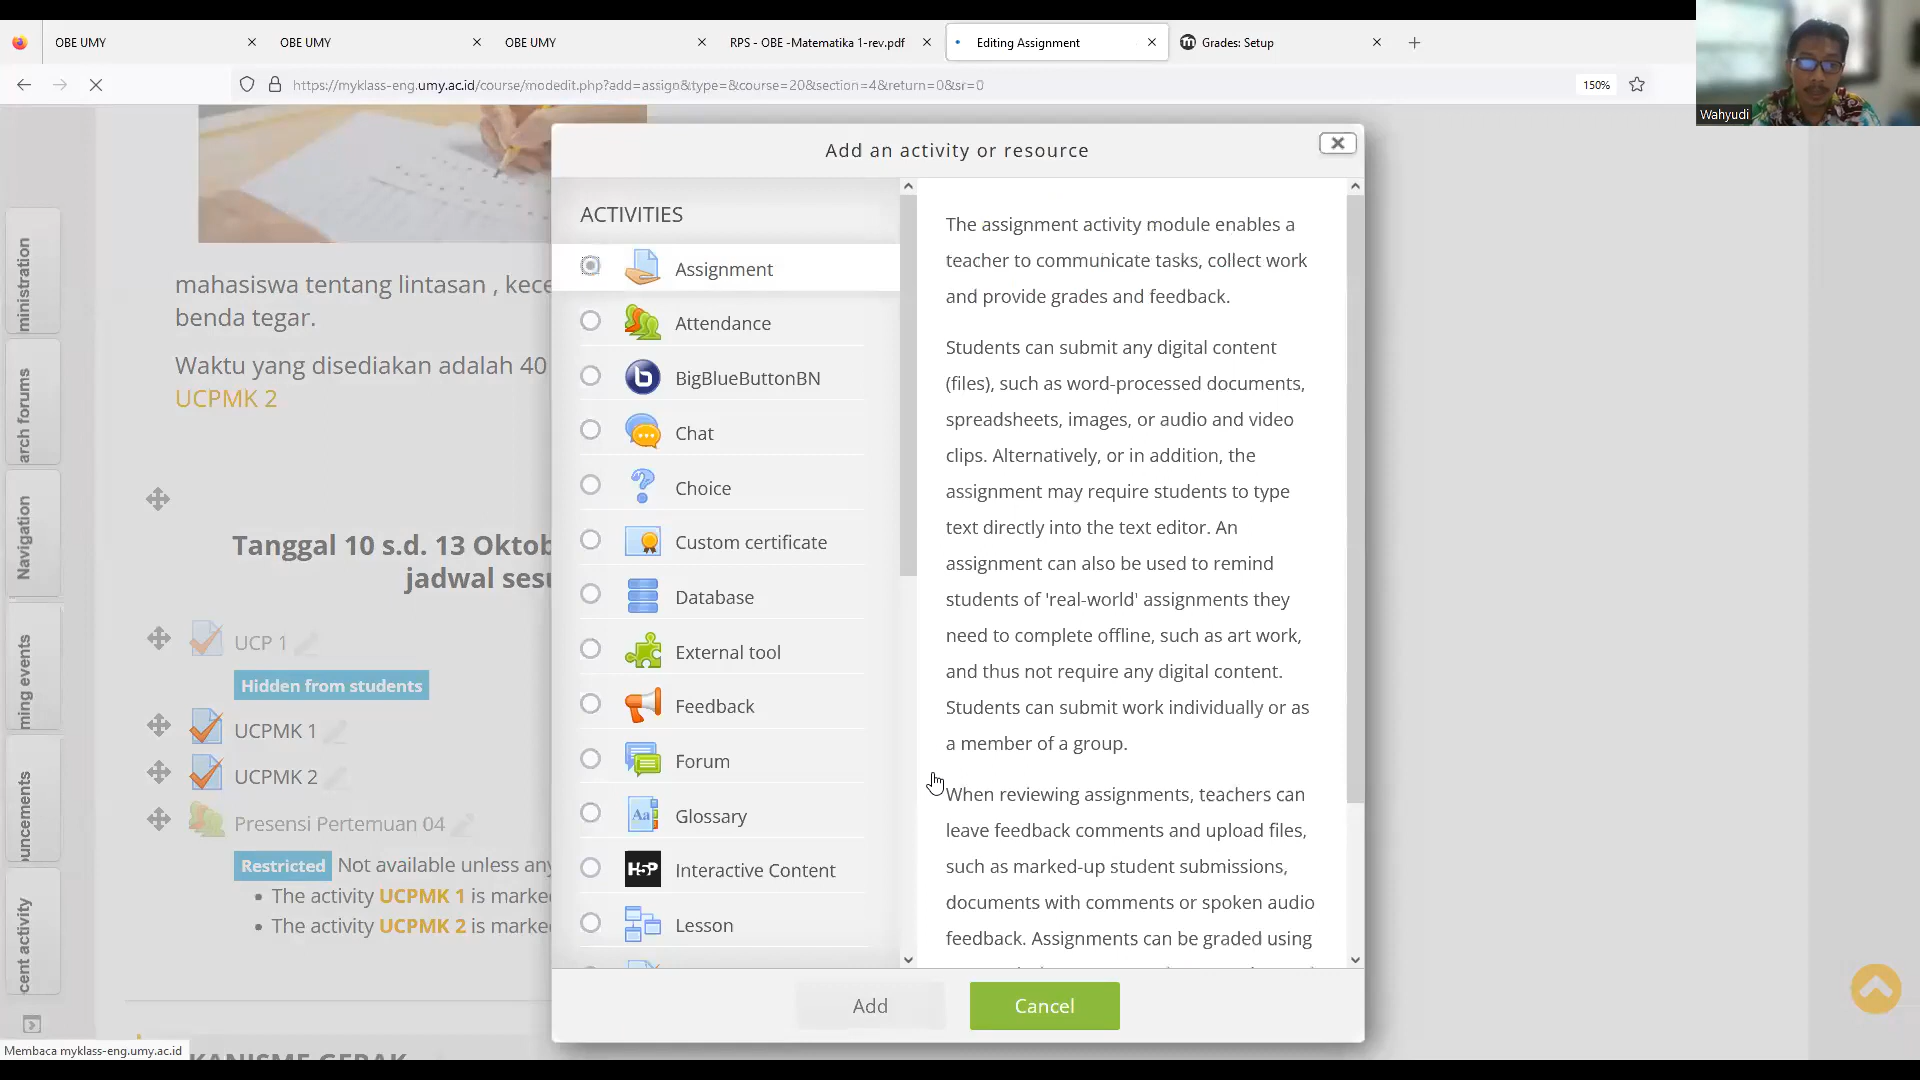 OBE UMY
OBE UMY
OBE UMY
RPS - OBE -Matematika 1-rev.pdf
Editing Assignment
Grades: Setup
https://myklass-eng.umy.ac.id/course/modedit.php?add=assign&type=&course=20&section=4&return=0&sr=0
150%
Wahyudi
Add an activity or resource
ACTIVITIES
Assignment
Attendance
BigBlueButtonBN
Chat
Choice
Custom certificate
Database
External tool
Feedback
Forum
Glossary
Interactive Content
Lesson
The assignment activity module enables a
teacher to communicate tasks, collect work
and provide grades and feedback.
Students can submit any digital content
(files), such as word-processed documents,
spreadsheets, images, or audio and video
clips. Alternatively, or in addition, the
assignment may require students to type
text directly into the text editor. An
assignment can also be used to remind
students of 'real-world' assignments they
need to complete offline, such as art work,
and thus not require any digital content.
Students can submit work individually or as
a member of a group.
When reviewing assignments, teachers can
leave feedback comments and upload files,
such as marked-up student submissions,
documents with comments or spoken audio
feedback. Assignments can be graded using
Add
Cancel
ministration
arch forums
Navigation
ming events
uncements
cent activity
mahasiswa tentang lintasan , kece
benda tegar.
Waktu yang disediakan adalah 40
UCPMK 2
Tanggal 10 s.d. 13 Oktob
jadwal sesu
UCP 1
Hidden from students
UCPMK 1
UCPMK 2
Presensi Pertemuan 04
Restricted Not available unless any
The activity UCPMK 1 is marke
The activity UCPMK 2 is marke
KANISME GERAK
Membaca myklass-eng.umy.ac.id